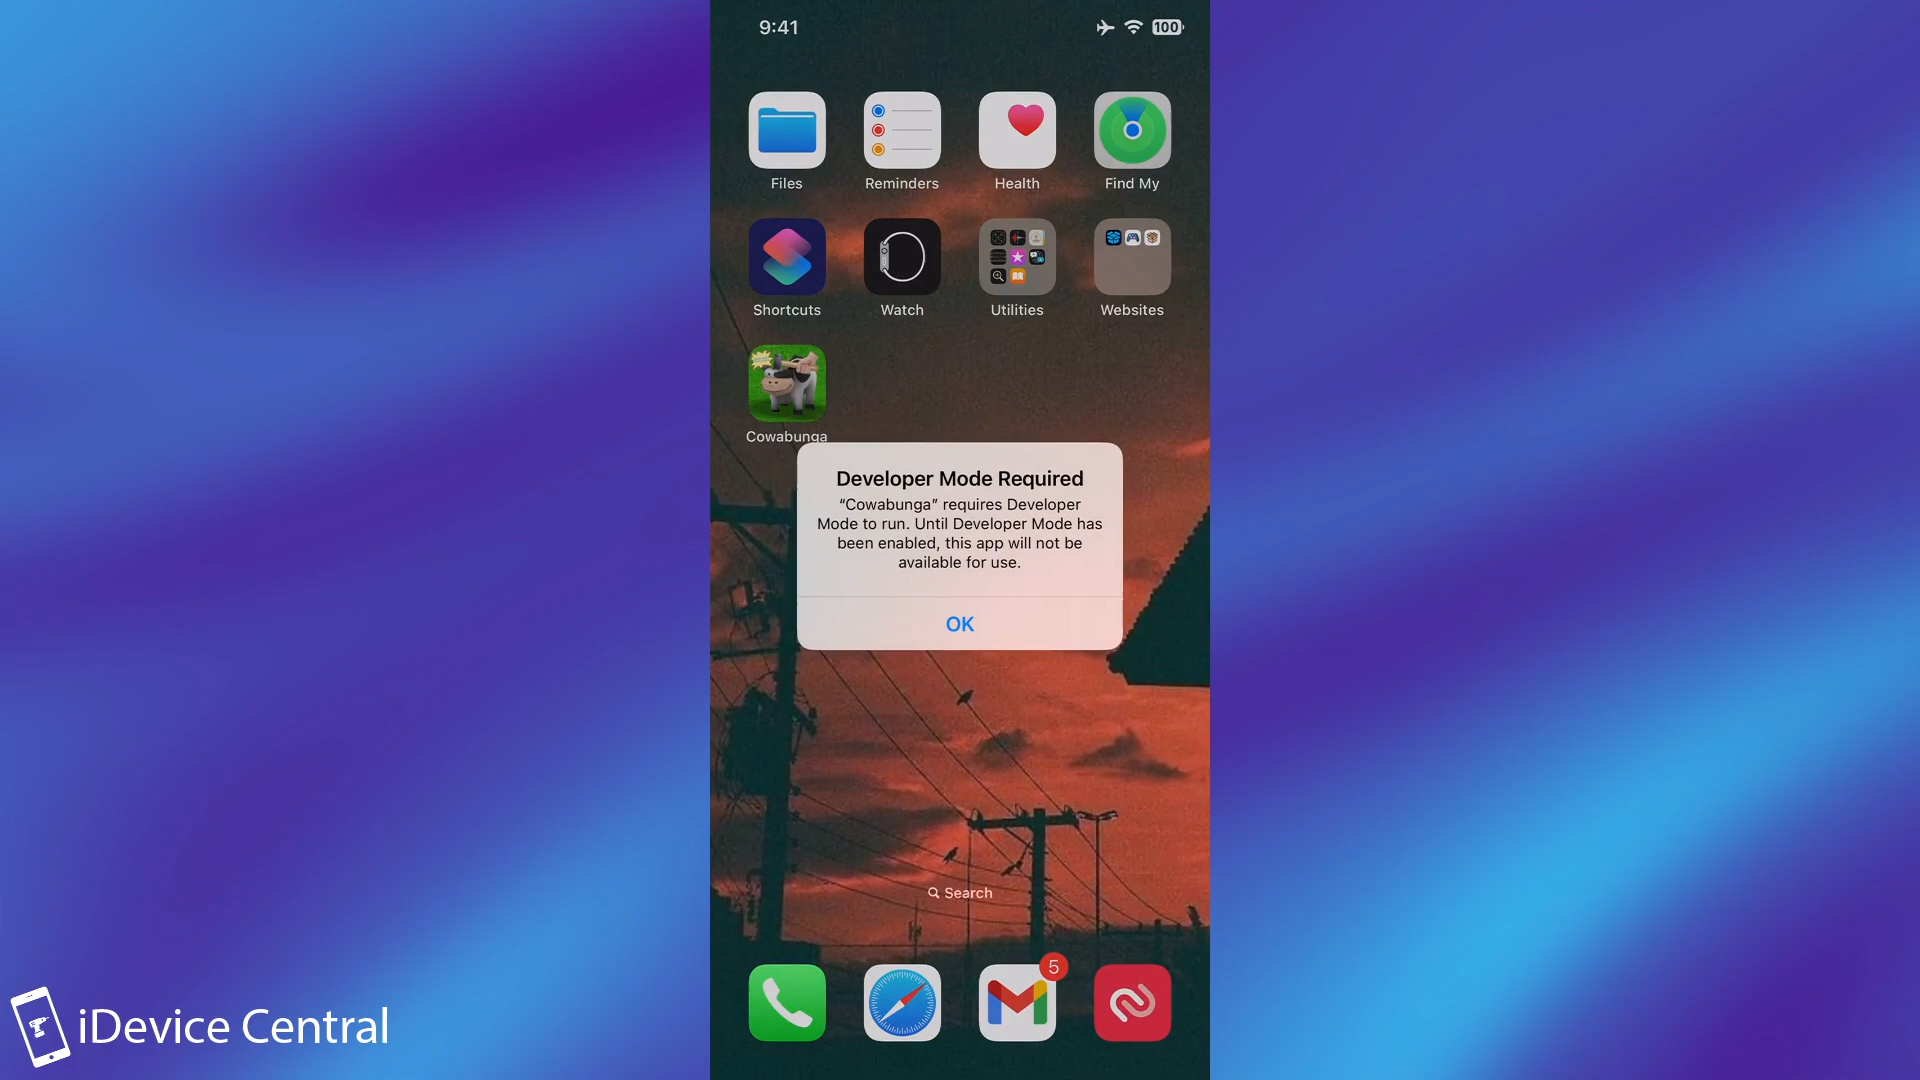 9:41
100
Files
Reminders
Health
Find My
Shortcuts
Watch
Utilities
Websites
Cowabunga
Developer Mode Required
“Cowabunga” requires Developer
Mode to run. Until Developer Mode has
been enabled, this app will not be
available for use.
OK
Search
5
iDevice Central